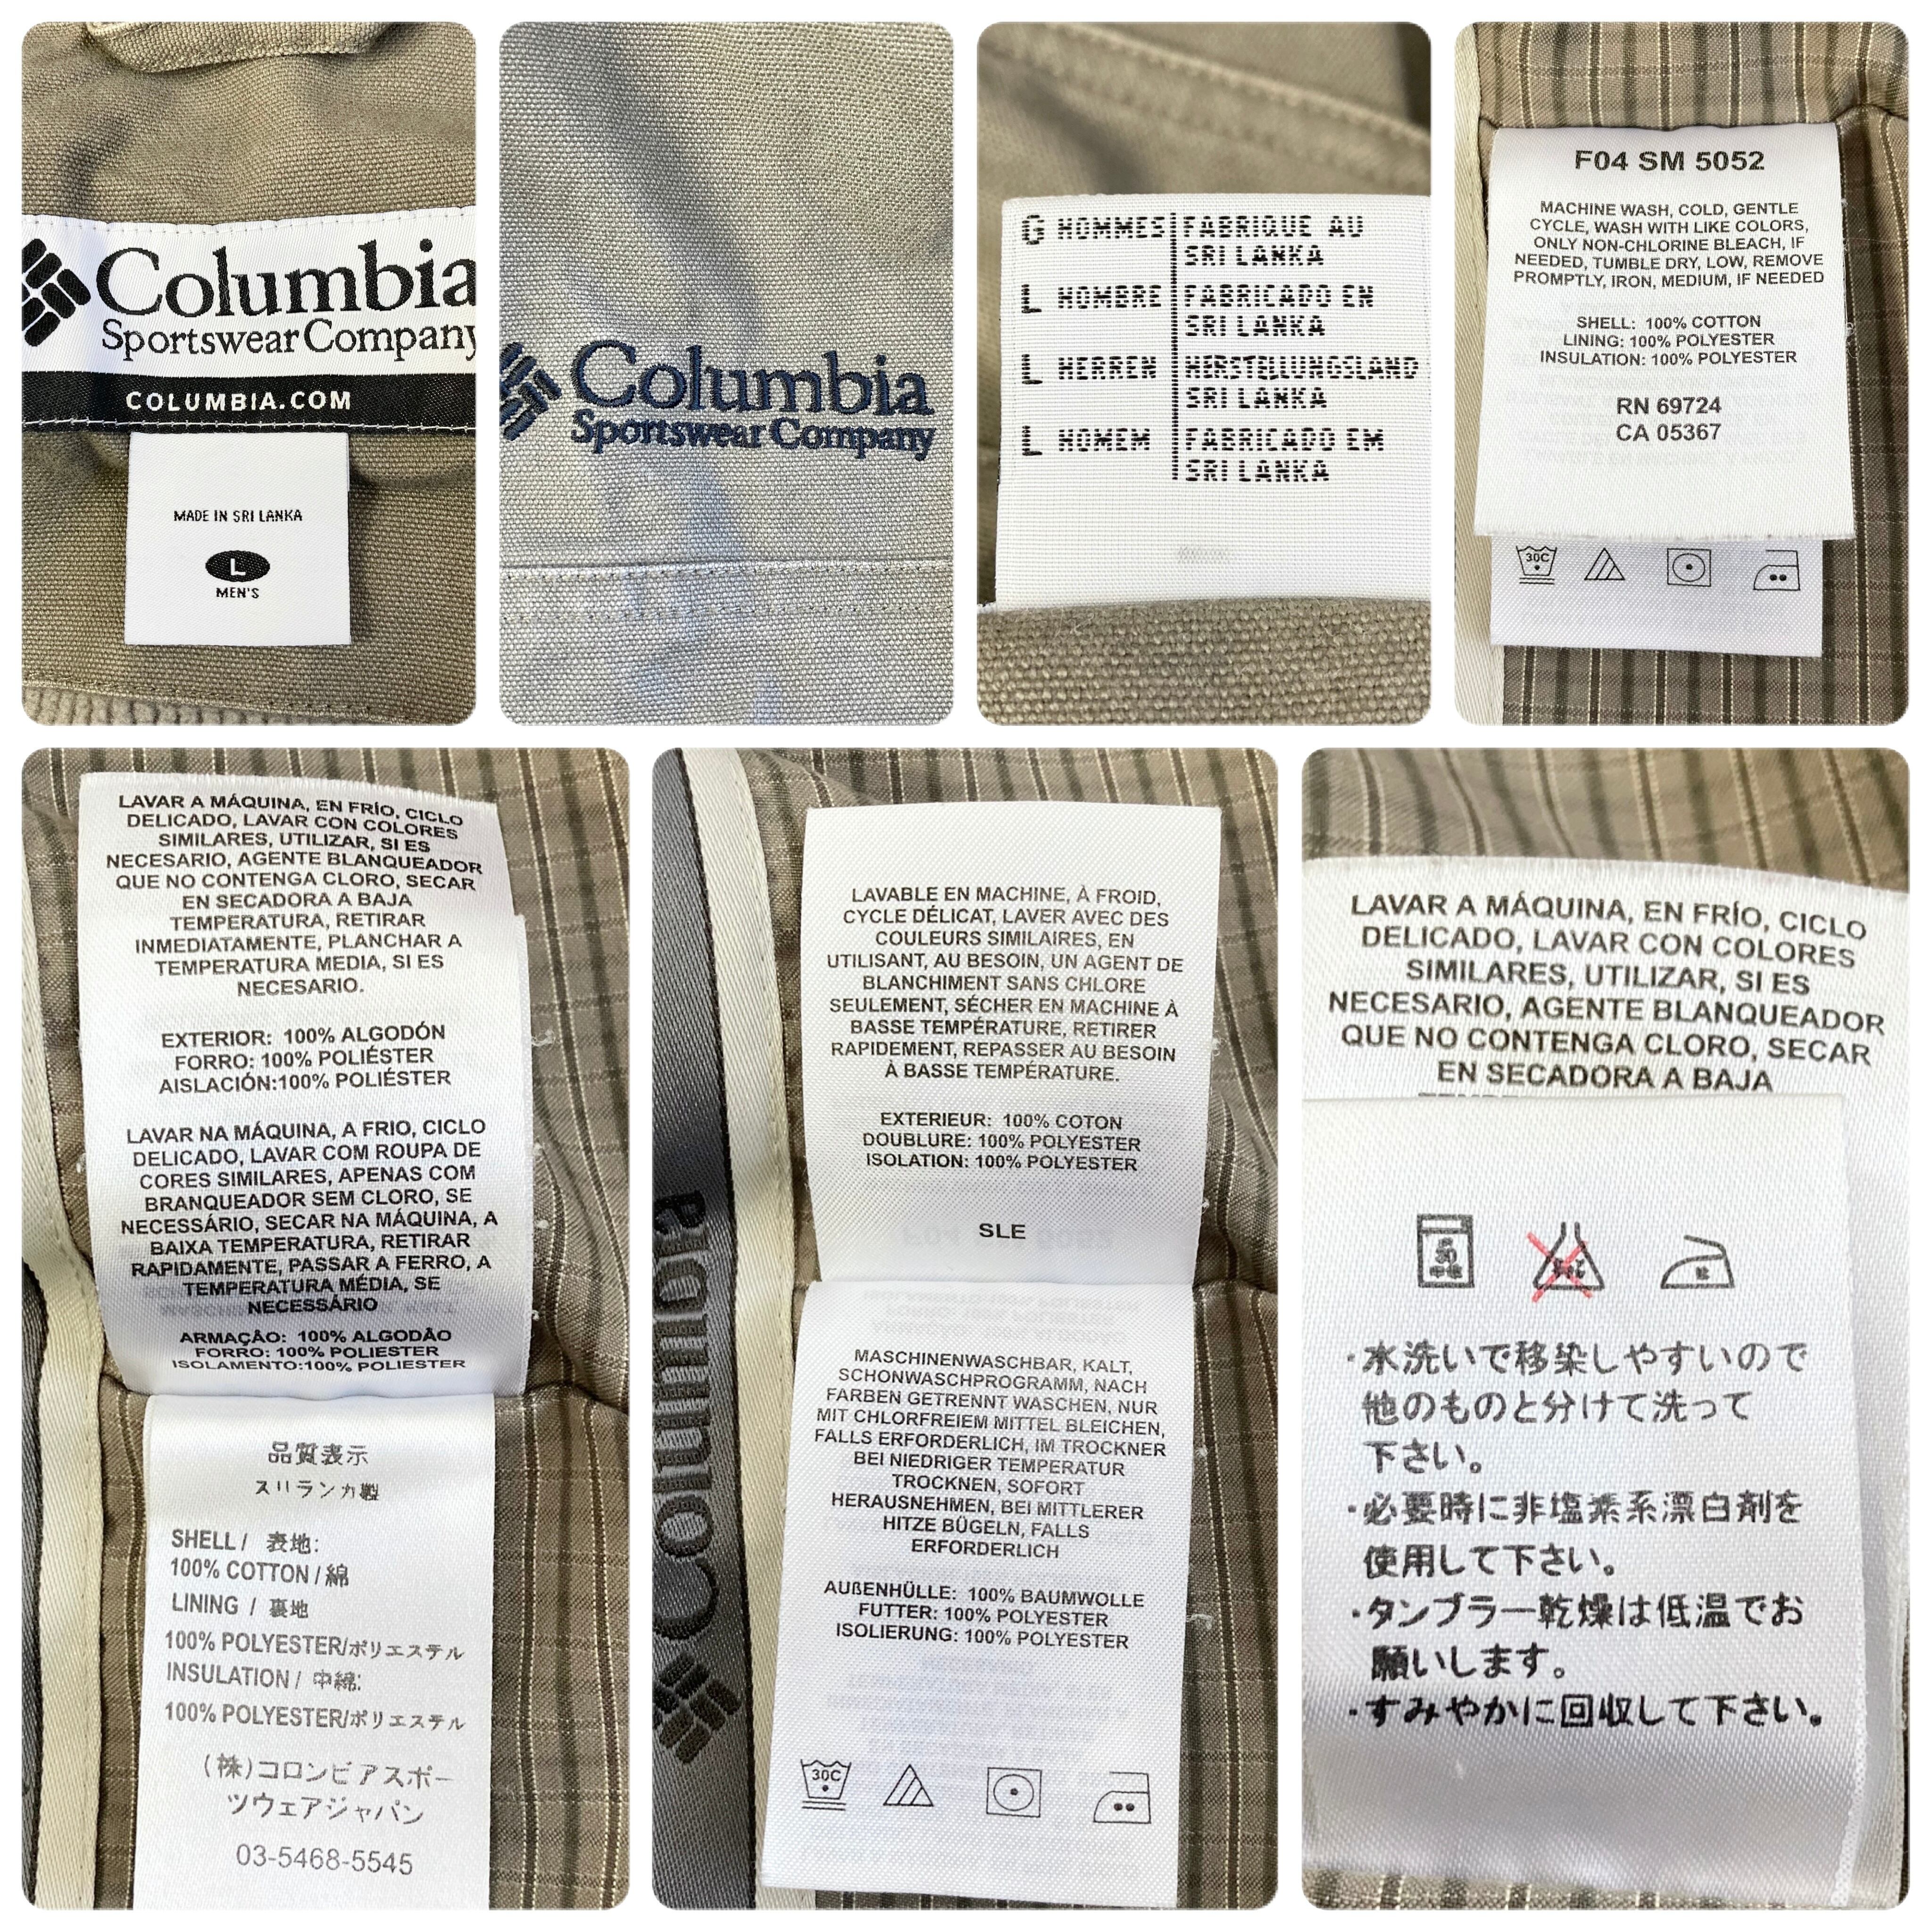 Columbia
Sportswear Company
COLUMBIA.COM
MADE IN SRI LANKA
L
MEN'S
Columbia
Sportswear Company
G HOMMES FABRIQUE AU
SRI LANKA
L HOMBRE FABRICADO EN
SRI LANKA
L HERREN HERSTELLUNGSLAND
SRI LANKA
L HOMEM FABRICADO EM
SRI LANKA
F04 SM 5052
MACHINE WASH, COLD, GENTLE
CYCLE, WASH WITH LIKE COLORS,
ONLY NON-CHLORINE BLEACH, IF
NEEDED, TUMBLE DRY, LOW, REMOVE
PROMPTLY, IRON, MEDIUM, IF NEEDED
SHELL: 100% COTTON
LINING: 100% POLYESTER
INSULATION: 100% POLYESTER
RN 69724
CA 05367
30C
LAVAR A MÁQUINA, EN FRÍO, CICLO
DELICADO, LAVAR CON COLORES
SIMILARES, UTILIZAR, SI ES
NECESARIO, AGENTE BLANQUEADOR
QUE NO CONTENGA CLORO, SECAR
EN SECADORA A BAJA
TEMPERATURA, RETIRAR
INMEDIATAMENTE, PLANCHAR A
TEMPERATURA MEDIA, SI ES
NECESARIO.
EXTERIOR: 100% ALGODÓN
FORRO: 100% POLIÉSTER
AISLACIÓN:100% POLIÉSTER
LAVAR NA MÁQUINA, A FRIO, CICLO
DELICADO, LAVAR COM ROUPA DE
CORES SIMILARES, APENAS COM
BRANQUEADOR SEM CLORO, SE
NECESSÁRIO, SECAR NA MÁQUINA, A
BAIXA TEMPERATURA, RETIRAR
RAPIDAMENTE, PASSAR A FERRO, A
TEMPERATURA MÉDIA, SE
NECESSÁRIO
ARMAÇÃO: 100% ALGODÃO
FORRO: 100% POLIESTER
ISOLAMENTO:100% POLIESTER
品質表示
スリランカ製
SHELL / 表地:
100% COTTON / 綿
LINING / 裏地
100% POLYESTER/ポリエステル
INSULATION / 中綿:
100% POLYESTER/ポリエステル
(株)コロンビアスポー
ツウェアジャパン
03-5468-5545
Columbia
LAVABLE EN MACHINE, À FROID,
CYCLE DÉLICAT, LAVER AVEC DES
COULEURS SIMILAIRES, EN
UTILISANT, AU BESOIN, UN AGENT DE
BLANCHIMENT SANS CHLORE
SEULEMENT, SÉCHER EN MACHINE À
BASSE TEMPÉRATURE, RETIRER
RAPIDEMENT, REPASSER AU BESOIN
À BASSE TEMPÉRATURE.
EXTERIEUR: 100% COTON
DOUBLURE: 100% POLYESTER
ISOLATION: 100% POLYESTER
SLE
MASCHINENWASCHBAR, KALT,
SCHONWASCHPROGRAMM, NACH
FARBEN GETRENNT WASCHEN, NUR
MIT CHLORFREIEM MITTEL BLEICHEN,
FALLS ERFORDERLICH, IM TROCKNER
BEI NIEDRIGER TEMPERATUR
TROCKNEN, SOFORT
HERAUSNEHMEN, BEI MITTLERER
HITZE BÜGELN, FALLS
ERFORDERLICH
AUßENHÜLLE: 100% BAUMWOLLE
FUTTER: 100% POLYESTER
ISOLIERUNG: 100% POLYESTER
30C
LAVAR A MÁQUINA, EN FRÍO, CICLO
DELICADO, LAVAR CON COLORES
SIMILARES, UTILIZAR, SI ES
NECESARIO, AGENTE BLANQUEADOR
QUE NO CONTENGA CLORO, SECAR
EN SECADORA A BAJA
・水洗いで移染しやすいので
他のものと分けて洗って
下さい。
・必要時に非塩素系漂白剤を
使用して下さい。
・タンブラー乾燥は低温でお
願いします。
・すみやかに回収して下さい。